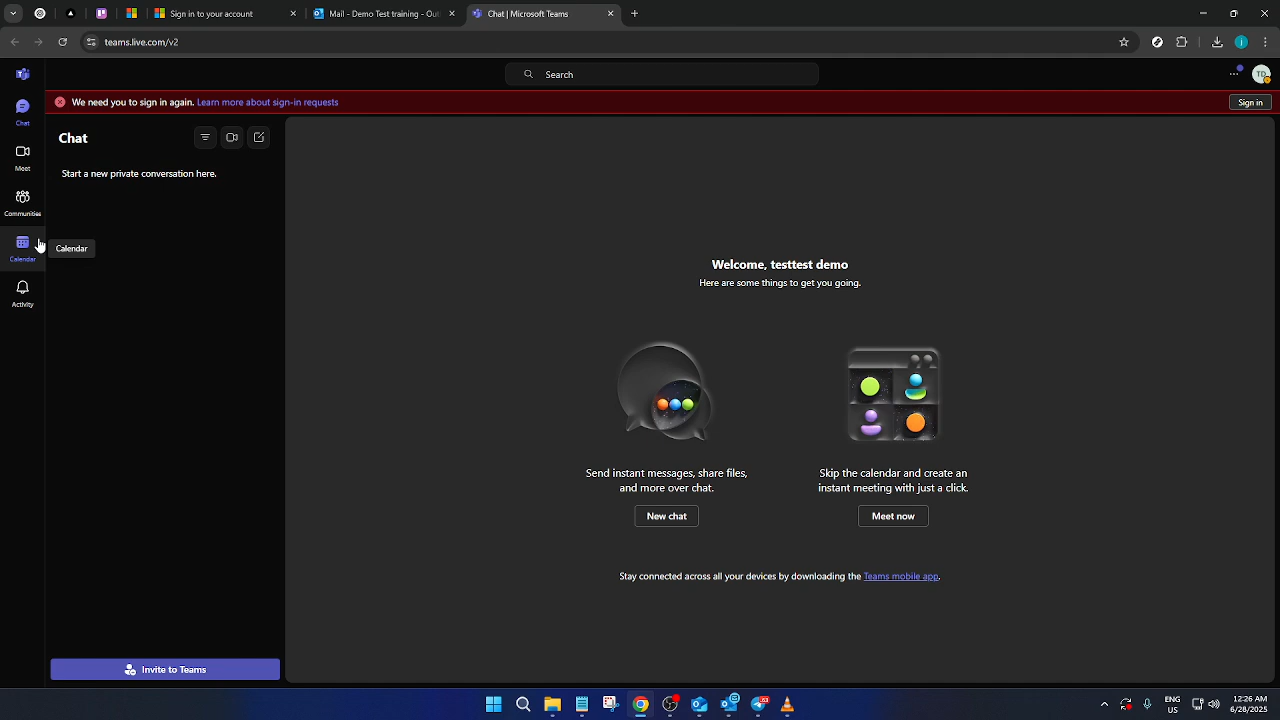 Sign in to your account
Mail - Demo Test training - Out
Chat | Microsoft Teams
teams.live.com/v2
Search
TD
We need you to sign in again. Learn more about sign-in requests
Sign in
Chat
Chat
Start a new private conversation here.
Meet
Communities
Calendar
Calendar
Activity
Welcome, testtest demo
Here are some things to get you going.
Send instant messages, share files,
and more over chat.
New chat
Skip the calendar and create an
instant meeting with just a click.
Meet now
Stay connected across all your devices by downloading the Teams mobile app.
Invite to Teams
ENG
US
12:26 AM
6/28/2025